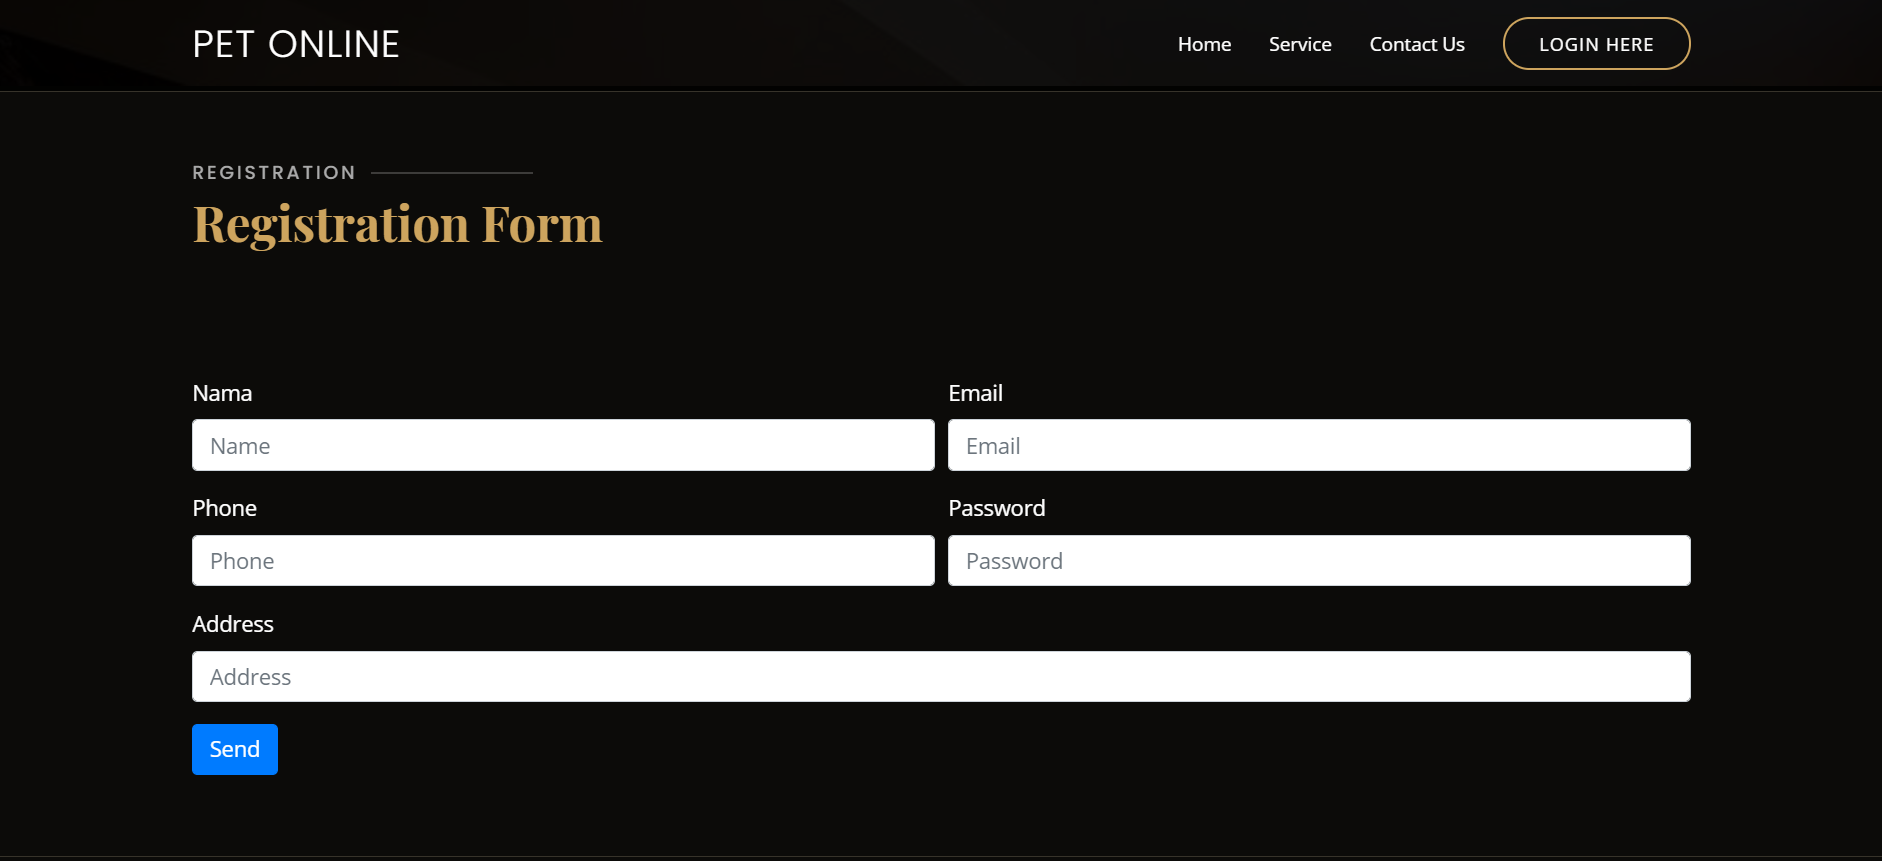 PET ONLINE
Home Service Contact Us LOGIN HERE
REGISTRATION
Registration Form
Nama Email
Name Email
Phone Password
Phone Password
Address
Address
Send